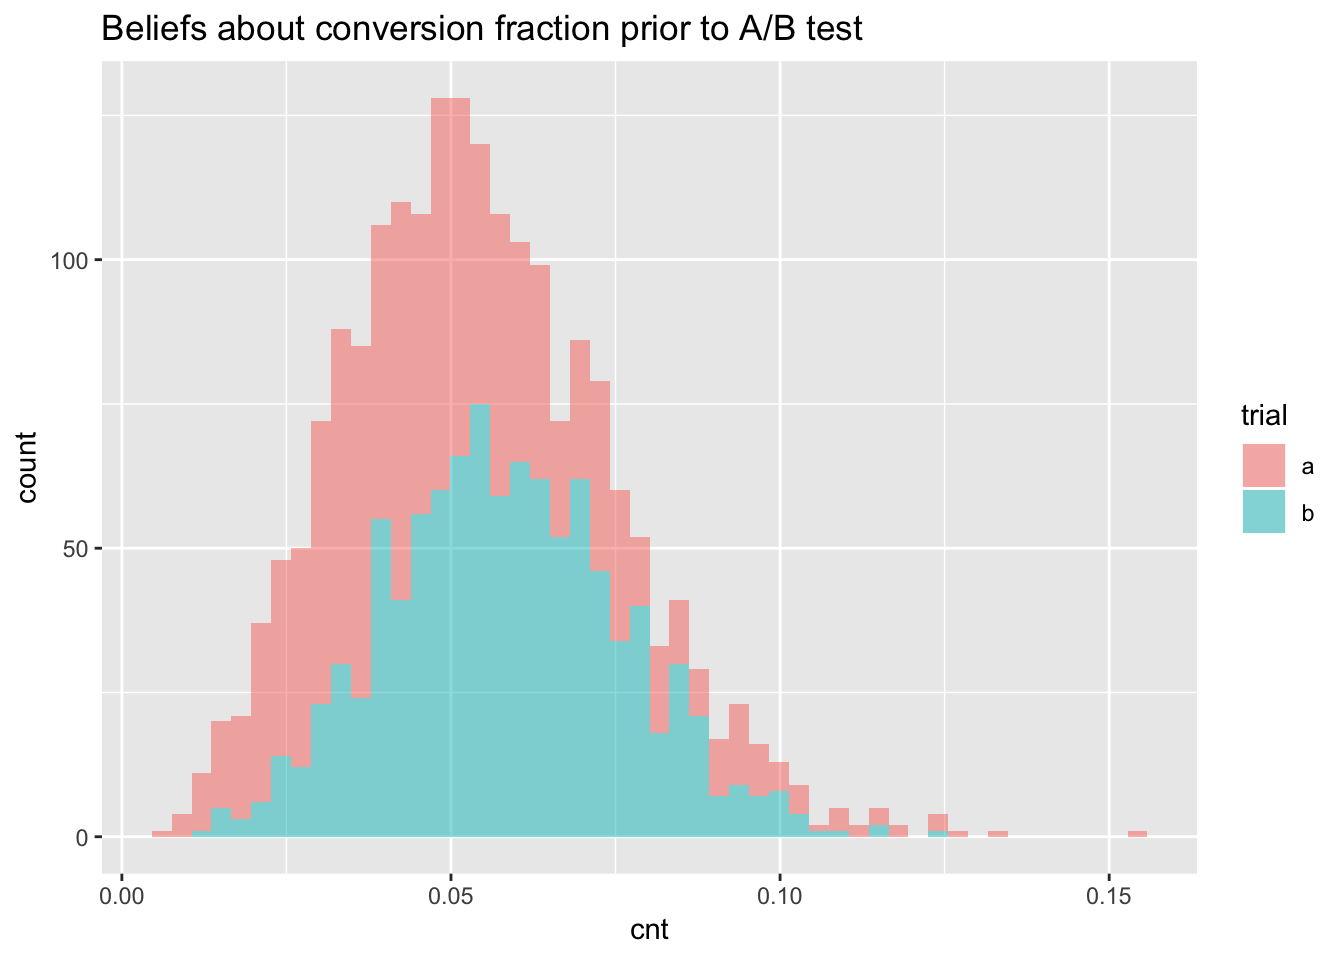 Beliefs about conversion fraction prior to A/B test
100
50
0
count
0.00 0.05 0.10 0.15
cnt
trial
a
b